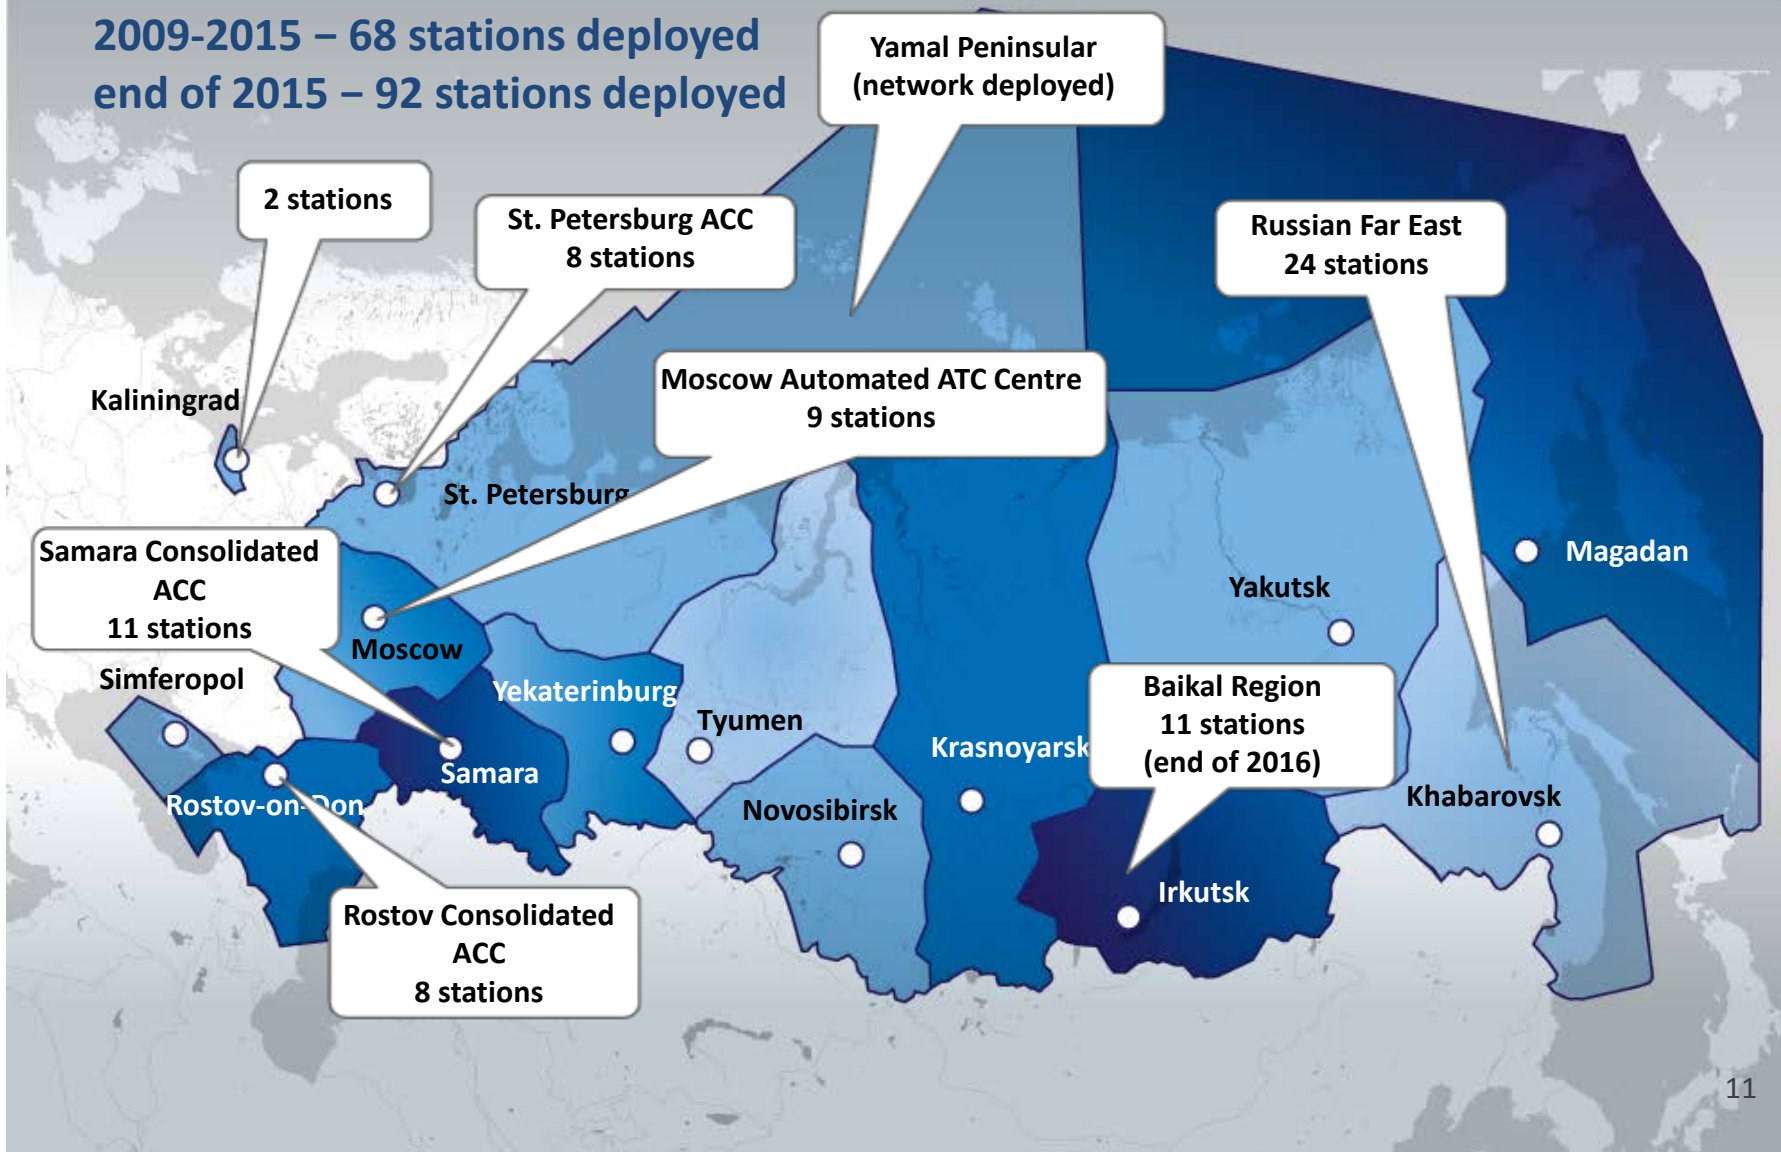 2009-2015 – 68 stations deployed
end of 2015 – 92 stations deployed
Yamal Peninsular
(network deployed)
2 stations
St. Petersburg ACC
8 stations
Russian Far East
24 stations
Moscow Automated ATC Centre
9 stations
Kaliningrad
St. Petersburg
Samara Consolidated
ACC
11 stations
Magadan
Yakutsk
Moscow
Simferopol
Yekaterinburg
Tyumen
Baikal Region
11 stations
(end of 2016)
Krasnoyarsk
Samara
Rostov-on-Don
Novosibirsk
Khabarovsk
Irkutsk
Rostov Consolidated
ACC
8 stations
11